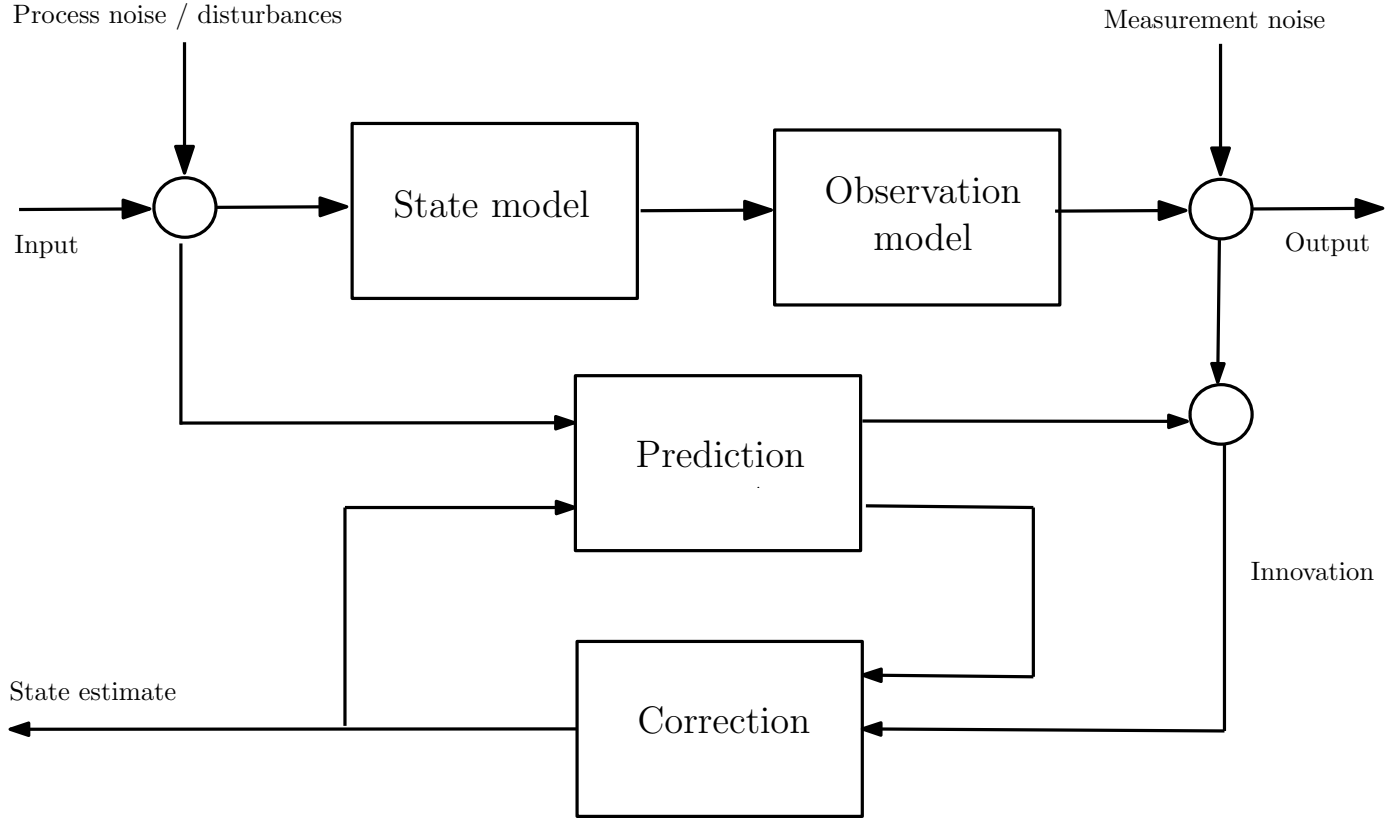 Process noise / disturbances
Measurement noise
State model
Observation
model
Input
Output
Prediction
Innovation
State estimate
Correction